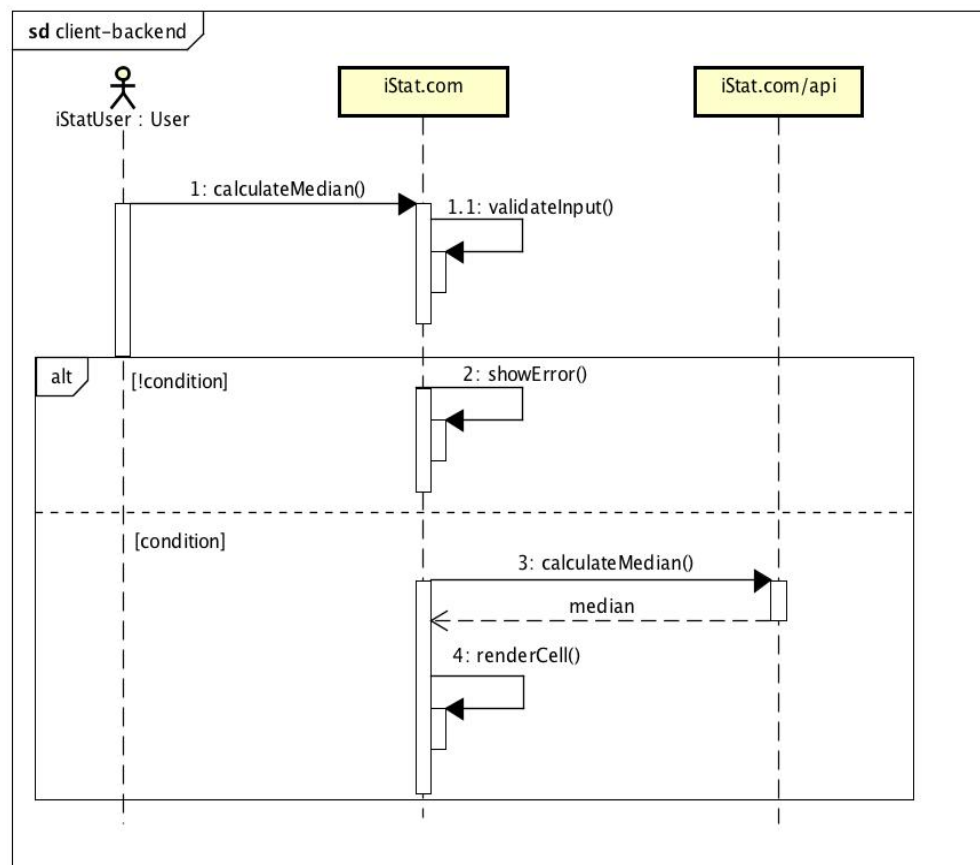 sd client-backend
iStatUser : User
iStat.com
iStat.com/api
1: calculateMedian()
1.1: validateInput()
alt
[!condition]
2: showError()
[condition]
3: calculateMedian()
median
4: renderCell()